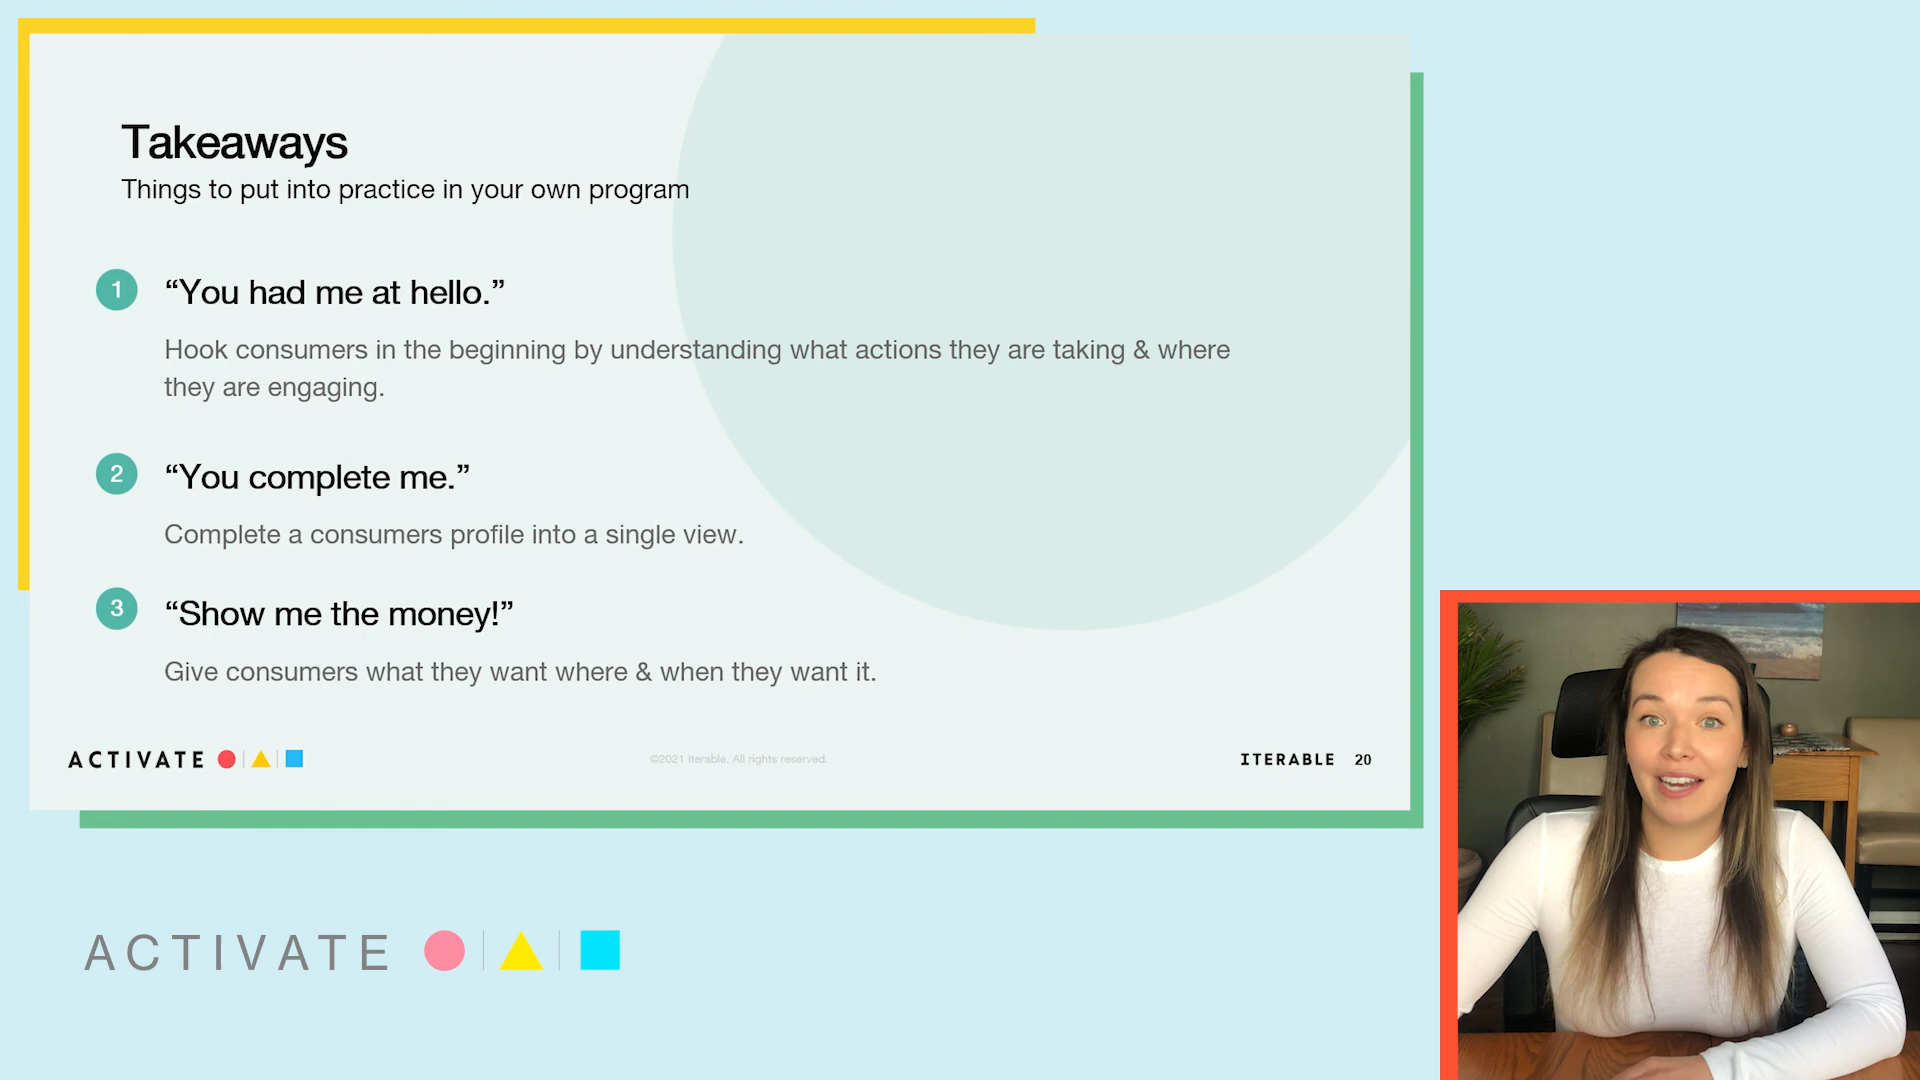 Takeaways
Things to put into practice in your own program
1
“You had me at hello.”
Hook consumers in the beginning by understanding what actions they are taking & where
they are engaging.
2
“You complete me.”
Complete a consumers profile into a single view.
3
“Show me the money!”
Give consumers what they want where & when they want it.
ACTIVATE
©2021 Iterable. All rights reserved.
ITERABLE 20
ACTIVATE